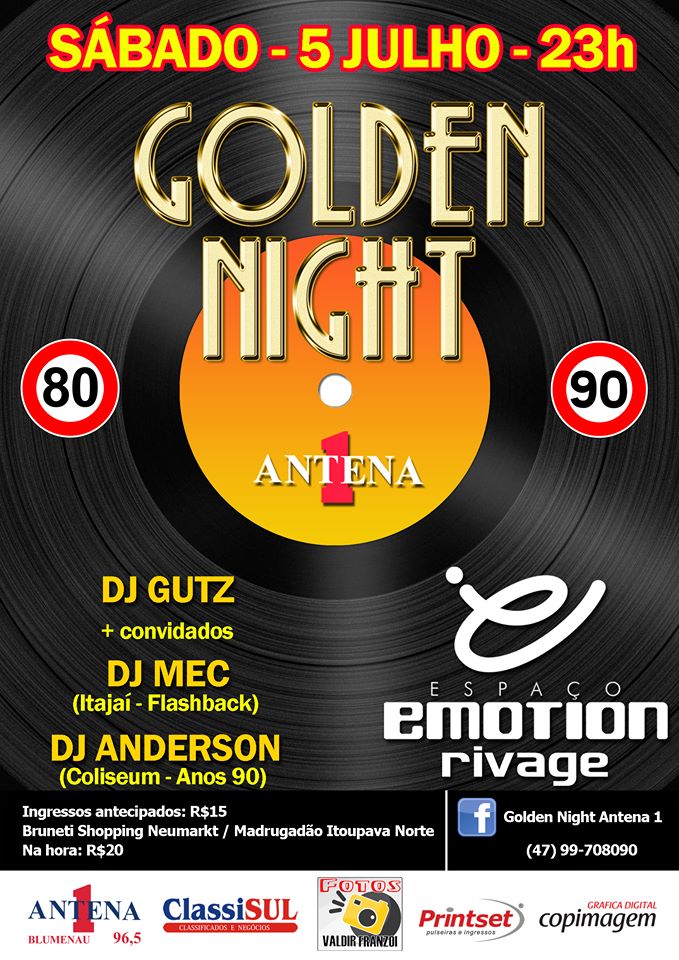 SÁBADO - 5 JULHO - 23h
GOLDEN
NIGHT
80
90
ANTENA 1
DJ GUTZ
+ convidados
DJ MEC
(Itajaí - Flashback)
DJ ANDERSON
(Coliseum - Anos 90)
e
ESPAÇO
emotion
rivage
Ingressos antecipados: R$15
Bruneti Shopping Neumarkt / Madrugadão Itoupava Norte
Na hora: R$20
f
Golden Night Antena 1
(47) 99-708090
ANTENA 1
BLUMENAU 96,5
ClassiSUL
CLASSIFICADOS E NEGÓCIOS
FOTOS
VALDIR FRANZOI
Printset
pulseiras e ingressos
GRAFICA DIGITAL
copimagem